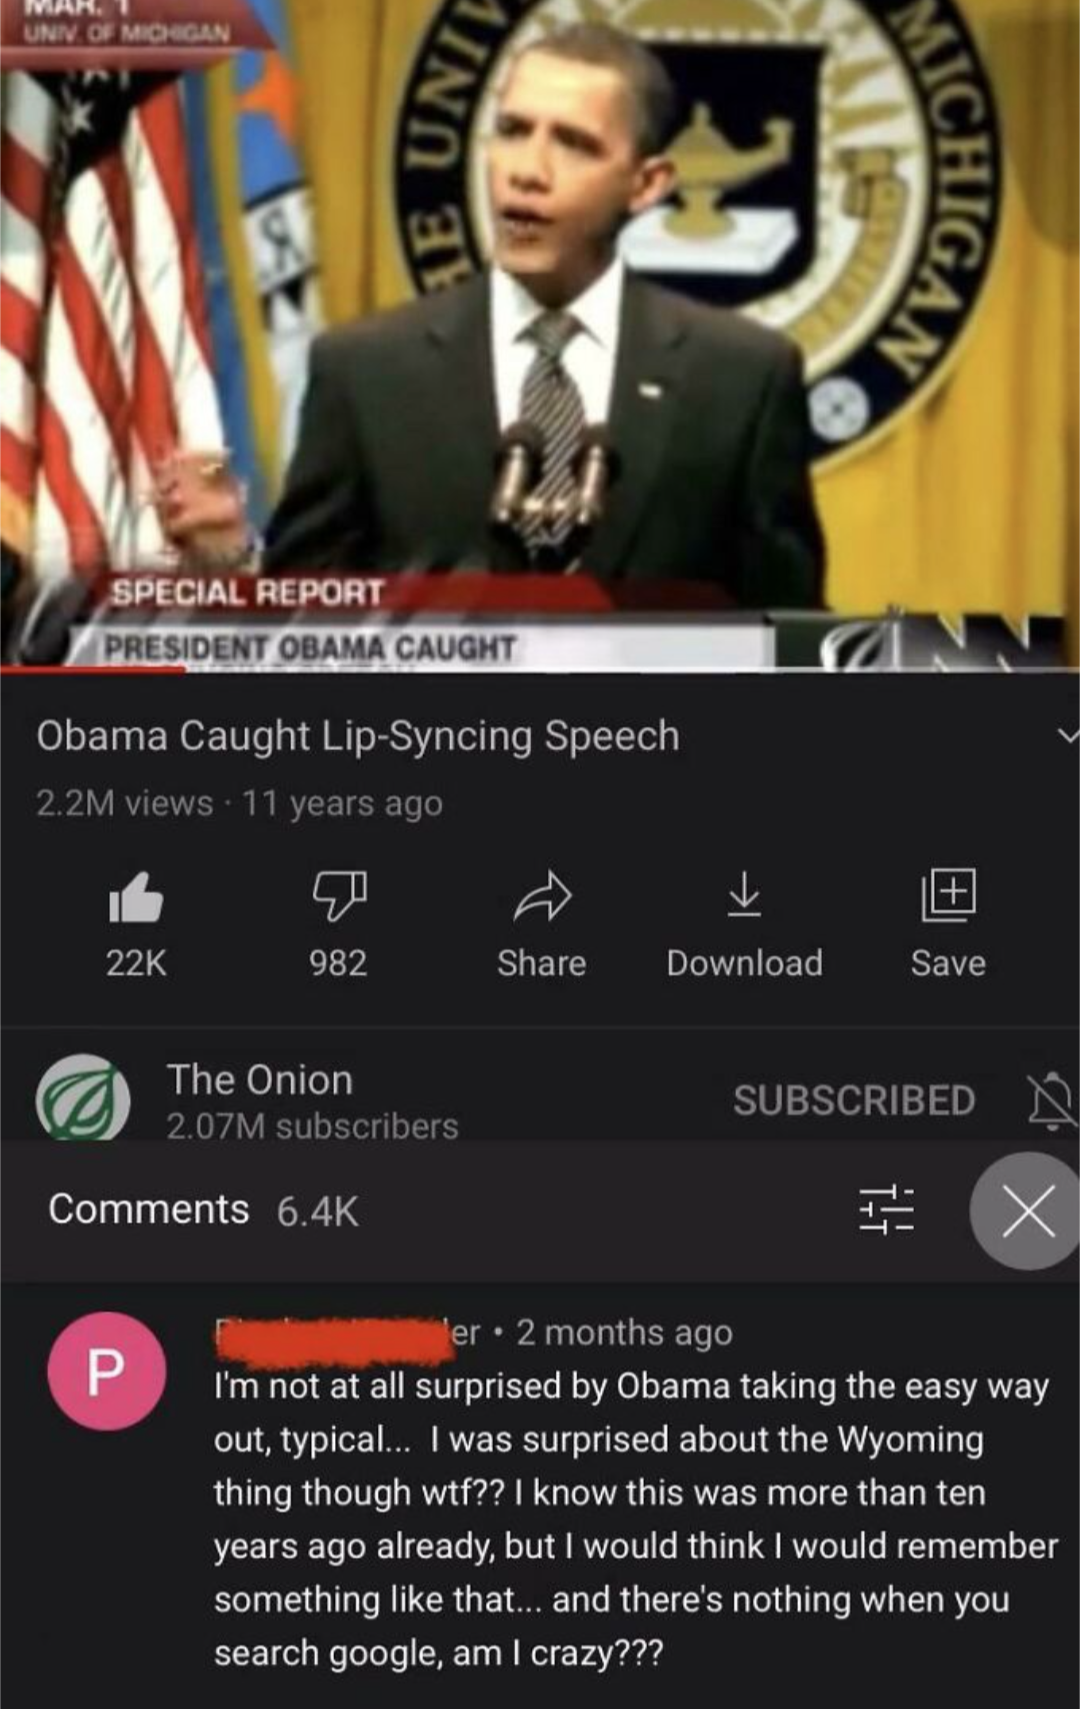 MAR. 1
UNIV. OF MICHIGAN
HE UNIV
MICHIGAN
SPECIAL REPORT
PRESIDENT OBAMA CAUGHT
NN
Obama Caught Lip-Syncing Speech
2.2M views · 11 years ago
22K 982 Share Download Save
The Onion
2.07M subscribers
SUBSCRIBED
Comments 6.4K
P
er • 2 months ago
I'm not at all surprised by Obama taking the easy way
out, typical... I was surprised about the Wyoming
thing though wtf?? I know this was more than ten
years ago already, but I would think I would remember
something like that... and there's nothing when you
search google, am I crazy???